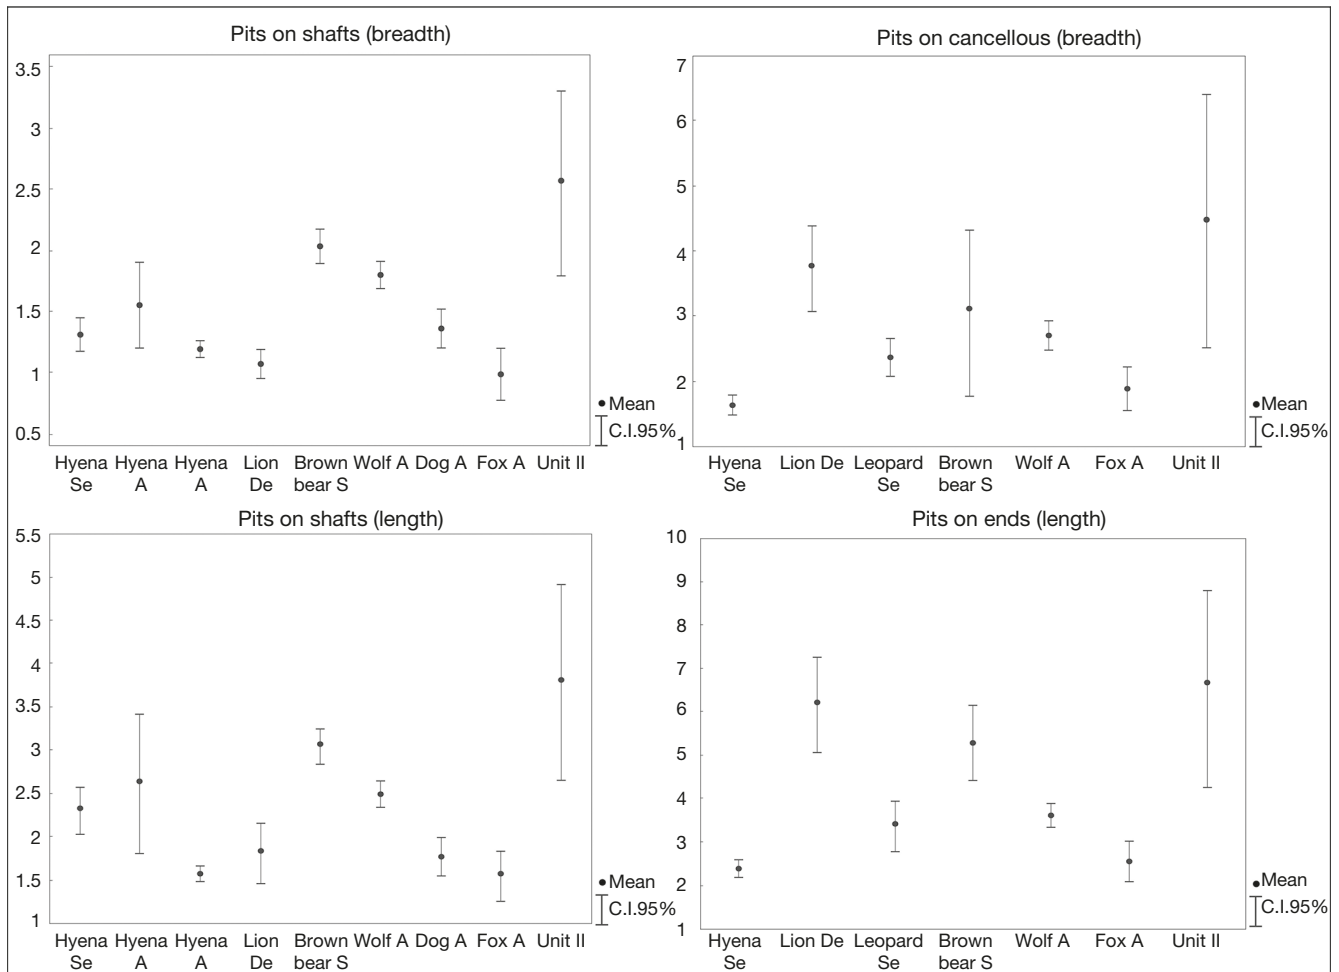 Pits on shafts (breadth)
3.5
3
2.5
2
1.5
1
0.5
Hyena Se
Hyena A
Hyena A
Lion De
Brown bear S
Wolf A
Dog A
Fox A
Unit II
Mean
C.I.95%
Pits on cancellous (breadth)
7
6
5
4
3
2
1
Hyena Se
Lion De
Leopard Se
Brown bear S
Wolf A
Fox A
Unit II
Mean
C.I.95%
Pits on shafts (length)
5.5
5
4.5
4
3.5
3
2.5
2
1.5
1
Hyena Se
Hyena A
Hyena A
Lion De
Brown bear S
Wolf A
Dog A
Fox A
Unit II
Mean
C.I.95%
Pits on ends (length)
10
9
8
7
6
5
4
3
2
1
Hyena Se
Lion De
Leopard Se
Brown bear S
Wolf A
Fox A
Unit II
Mean
C.I.95%